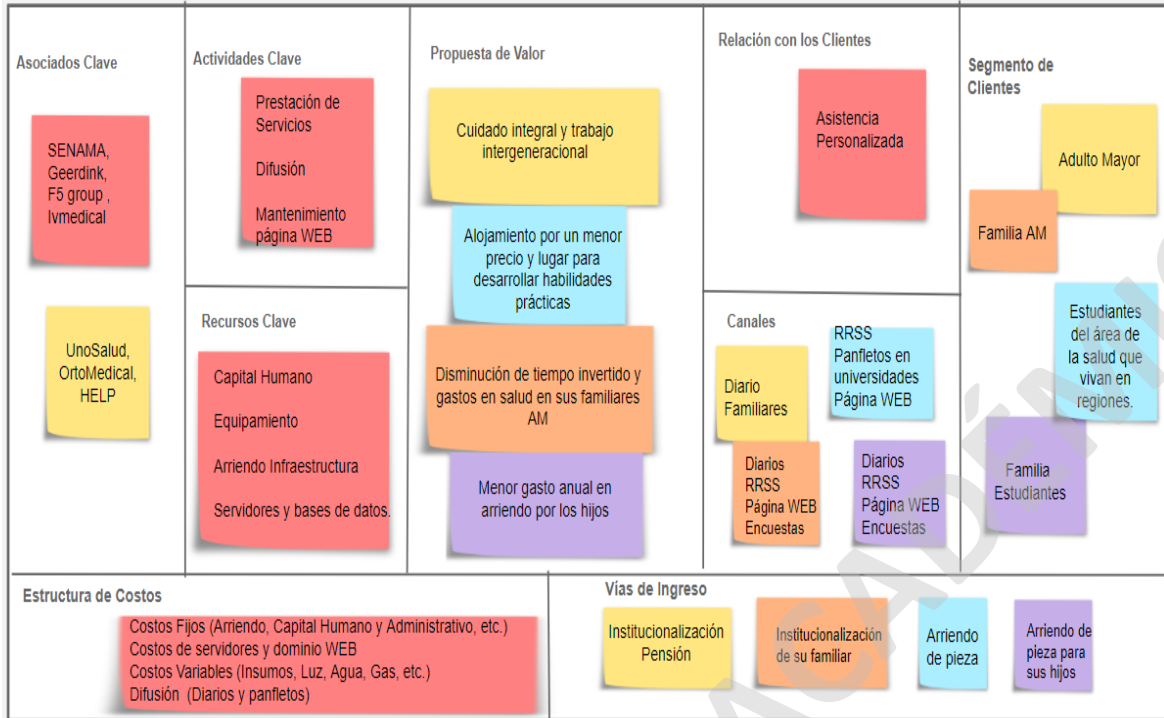 Asociados Clave
SENAMA,
Geerdink,
F5 group ,
Ivmedical
UnoSalud,
OrtoMedical,
HELP
Actividades Clave
Prestación de
Servicios
Difusión
Mantenimiento
página WEB
Recursos Clave
Capital Humano
Equipamiento
Arriendo Infraestructura
Servidores y bases de datos.
Propuesta de Valor
Cuidado integral y trabajo
intergeneracional
Alojamiento por un menor
precio y lugar para
desarrollar habilidades
prácticas
Disminución de tiempo invertido y
gastos en salud en sus familiares
AM
Menor gasto anual en
arriendo por los hijos
Relación con los Clientes
Asistencia
Personalizada
Canales
Diario
Familiares
RRSS
Panfletos en
universidades
Página WEB
Diarios
RRSS
Página WEB
Encuestas
Diarios
RRSS
Página WEB
Encuestas
Segmento de
Clientes
Adulto Mayor
Familia AM
Estudiantes
del área de
la salud que
vivan en
regiones.
Familia
Estudiantes
Estructura de Costos
Costos Fijos (Arriendo, Capital Humano y Administrativo, etc.)
Costos de servidores y dominio WEB
Costos Variables (Insumos, Luz, Agua, Gas, etc.)
Difusión (Diarios y panfletos)
Vías de Ingreso
Institucionalización
Pensión
Institucionalización
de su familiar
Arriendo
de pieza
Arriendo de
pieza para
sus hijos